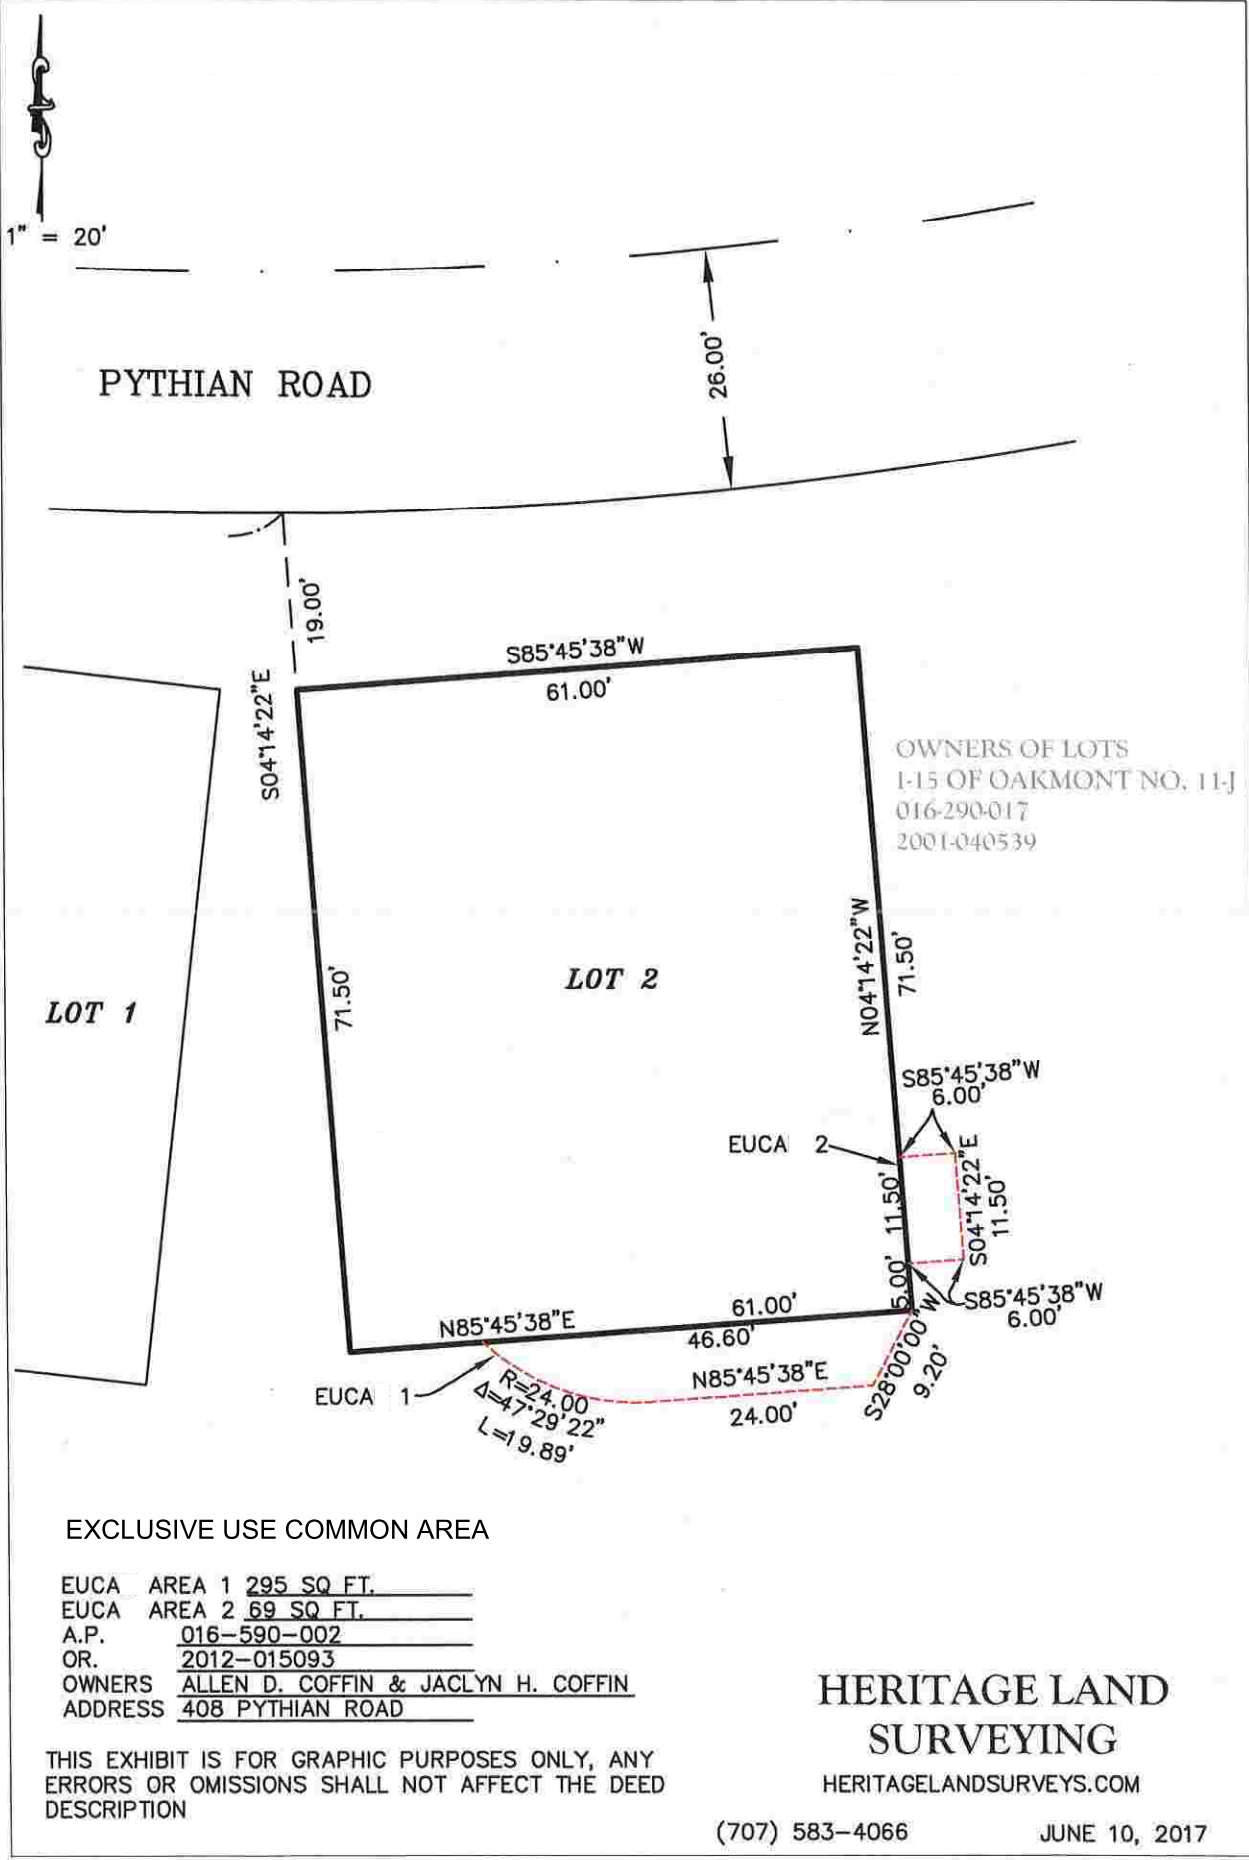 1" = 20'
26.00'
PYTHIAN ROAD
19.00'
S85°45'38"W
61.00'
S04°14'22"E
OWNERS OF LOTS
1-15 OF OAKMONT NO. 11-J
016-290-017
2001-040539
N04°14'22"W
71.50'
71.50'
LOT 2
LOT 1
S85°45'38"W
6.00'
EUCA 2
11.50'
S04°14'22"E
11.50'
5.00'
S85°45'38"W
6.00'
N85°45'38"E
61.00'
46.60'
N85°45'38"E
24.00'
S28°00'00"W
9.20'
EUCA 1
R=24.00
Δ=47°29'22"
L=19.89'
EXCLUSIVE USE COMMON AREA
EUCA AREA 1 295 SQ FT.
EUCA AREA 2 69 SQ FT.
A.P. 016-590-002
OR. 2012-015093
OWNERS ALLEN D. COFFIN & JACLYN H. COFFIN
ADDRESS 408 PYTHIAN ROAD
THIS EXHIBIT IS FOR GRAPHIC PURPOSES ONLY, ANY
ERRORS OR OMISSIONS SHALL NOT AFFECT THE DEED
DESCRIPTION
HERITAGE LAND
SURVEYING
HERITAGELANDSURVEYS.COM
(707) 583-4066 JUNE 10, 2017